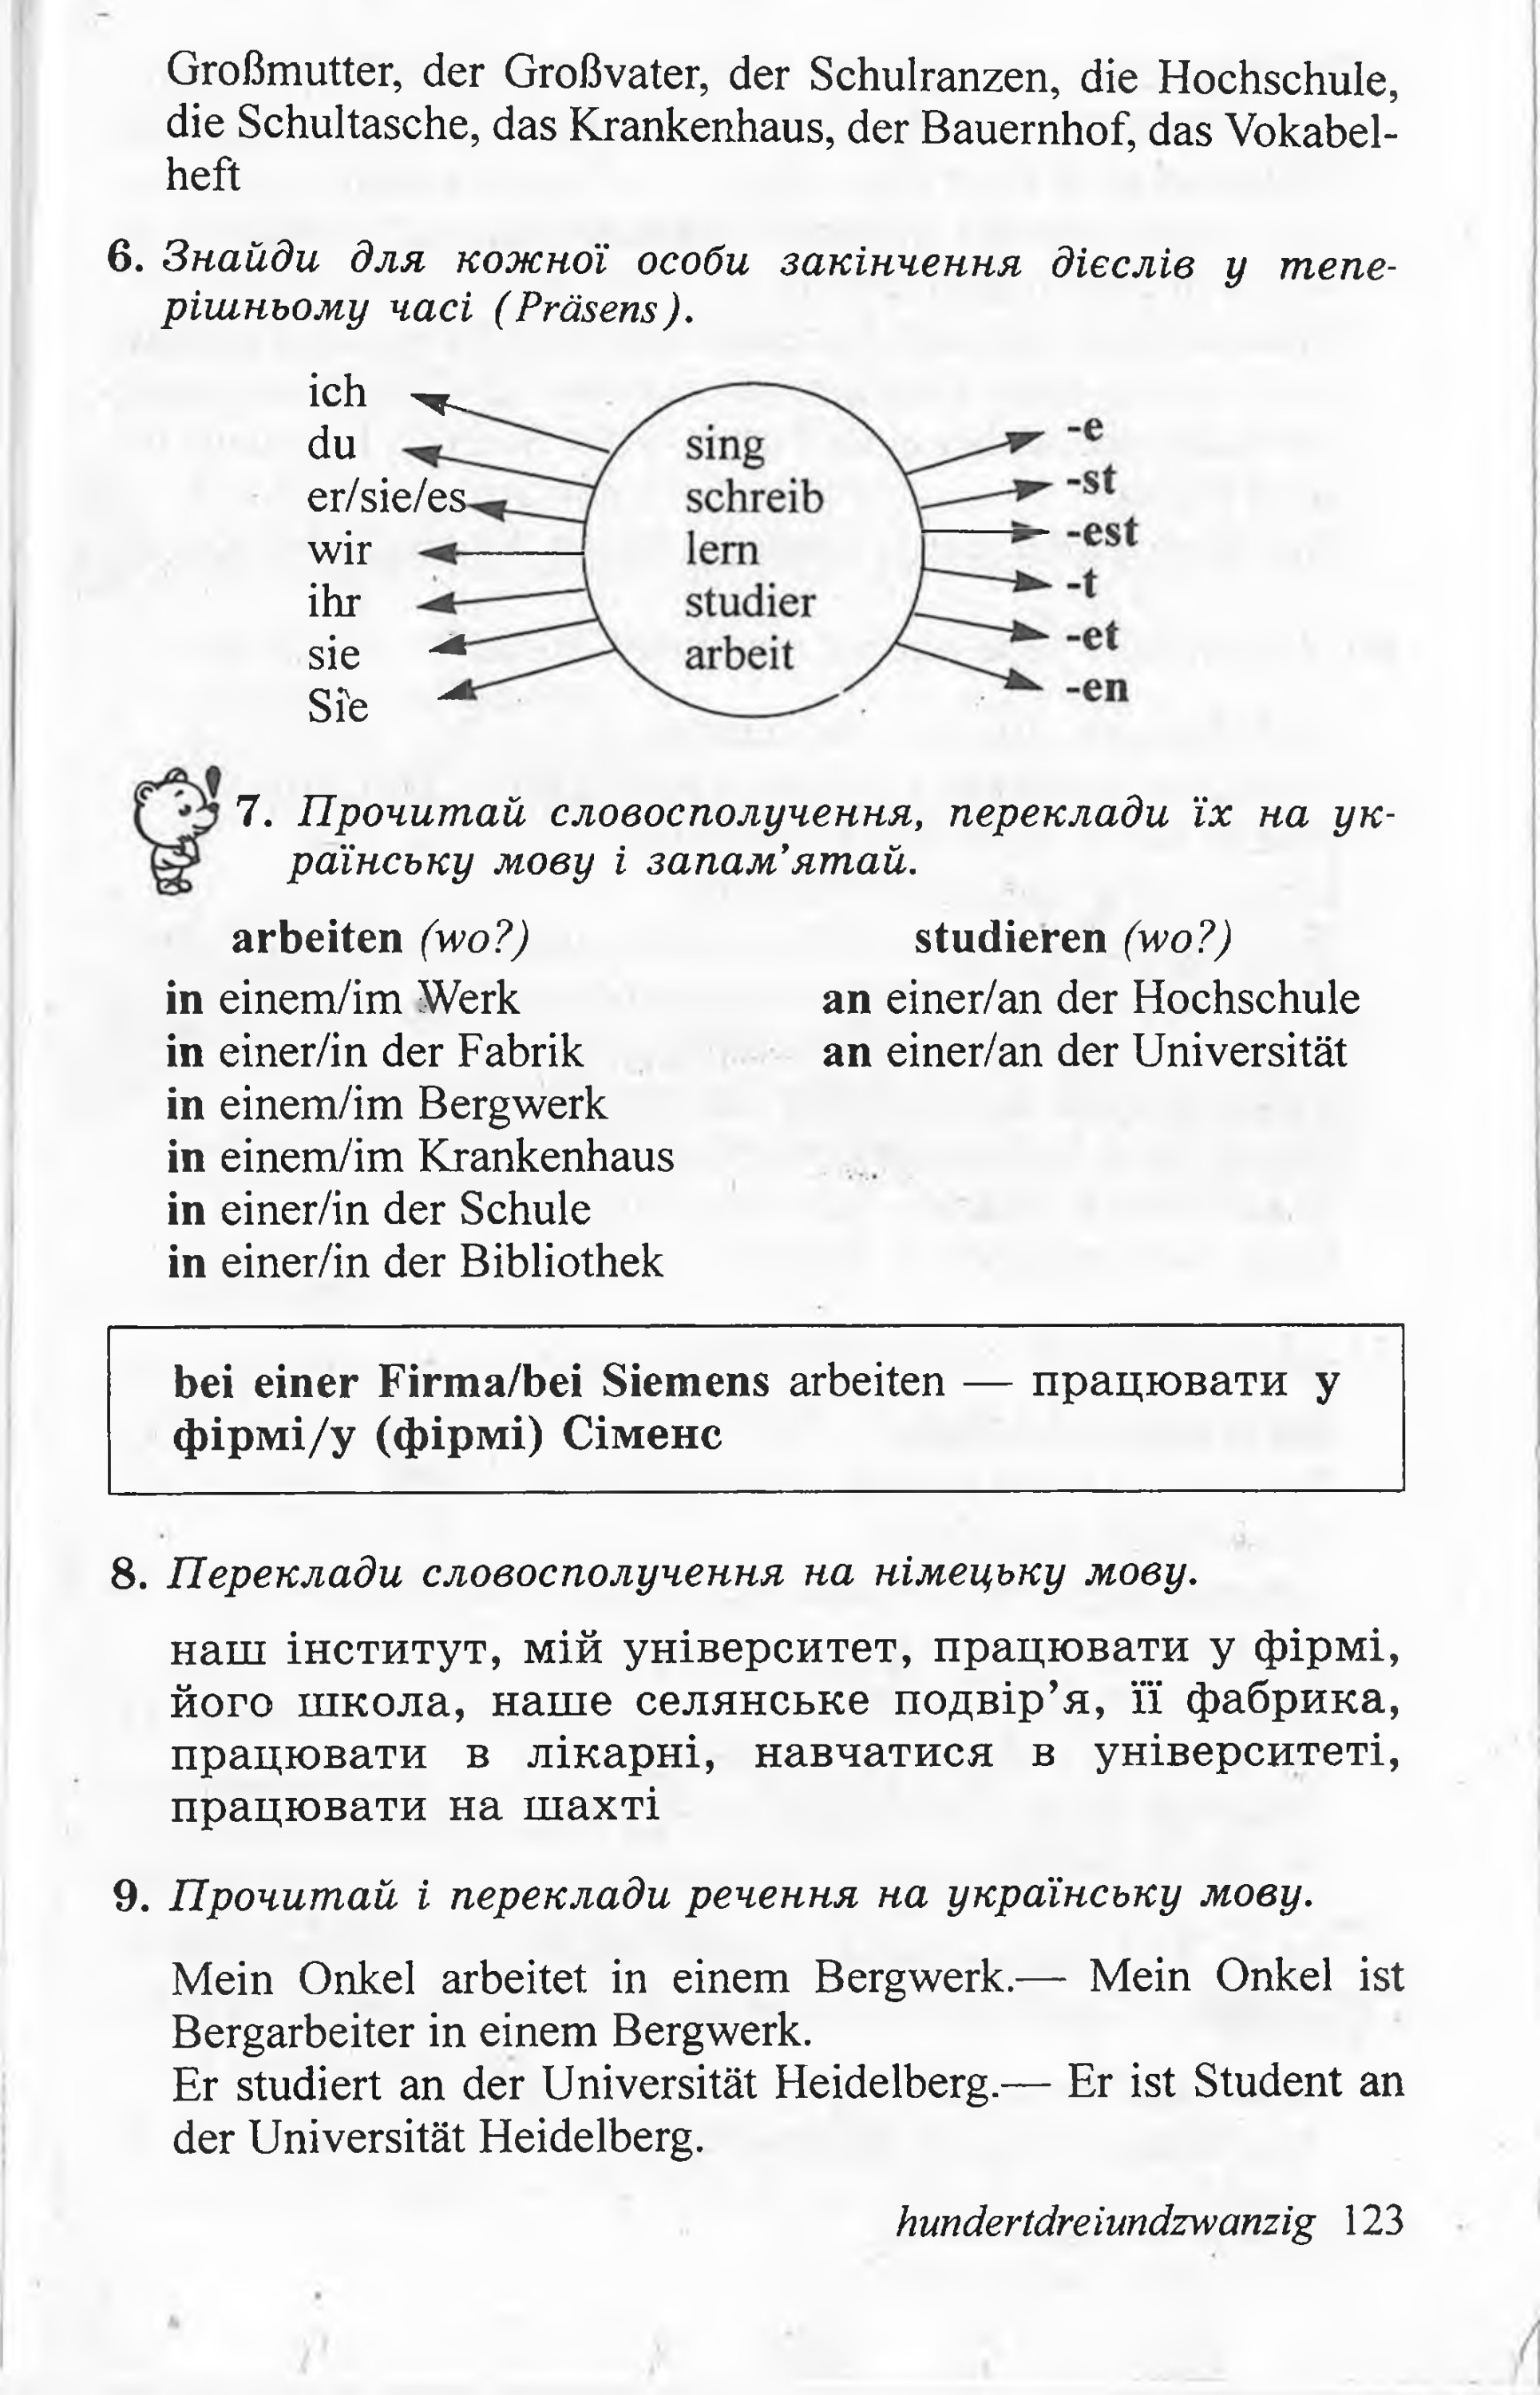 Großmutter, der Großvater, der Schulranzen, die Hochschule,
die Schultasche, das Krankenhaus, der Bauernhof, das Vokabel-
heft
6. Знайди для кожної особи закінчення дієслів у тепе-
рішньому часі (Präsens).
ich
du
er/sie/es
wir
ihr
sie
Sie
sing
schreib
lern
studier
arbeit
-e
-st
-est
-t
-et
-en
7. Прочитай словосполучення, переклади їх на ук-
раїнську мову і запам’ятай.
arbeiten (wo?)
in einem/im Werk
in einer/in der Fabrik
in einem/im Bergwerk
in einem/im Krankenhaus
in einer/in der Schule
in einer/in der Bibliothek
studieren (wo?)
an einer/an der Hochschule
an einer/an der Universität
bei einer Firma/bei Siemens arbeiten — працювати у
фірмі/у (фірмі) Сіменс
8. Переклади словосполучення на німецьку мову.
наш інститут, мій університет, працювати у фірмі,
його школа, наше селянське подвір’я, її фабрика,
працювати в лікарні, навчатися в університеті,
працювати на шахті
9. Прочитай і переклади речення на українську мову.
Mein Onkel arbeitet in einem Bergwerk.— Mein Onkel ist
Bergarbeiter in einem Bergwerk.
Er studiert an der Universität Heidelberg.— Er ist Student an
der Universität Heidelberg.
hundertdreiundzwanzig 123